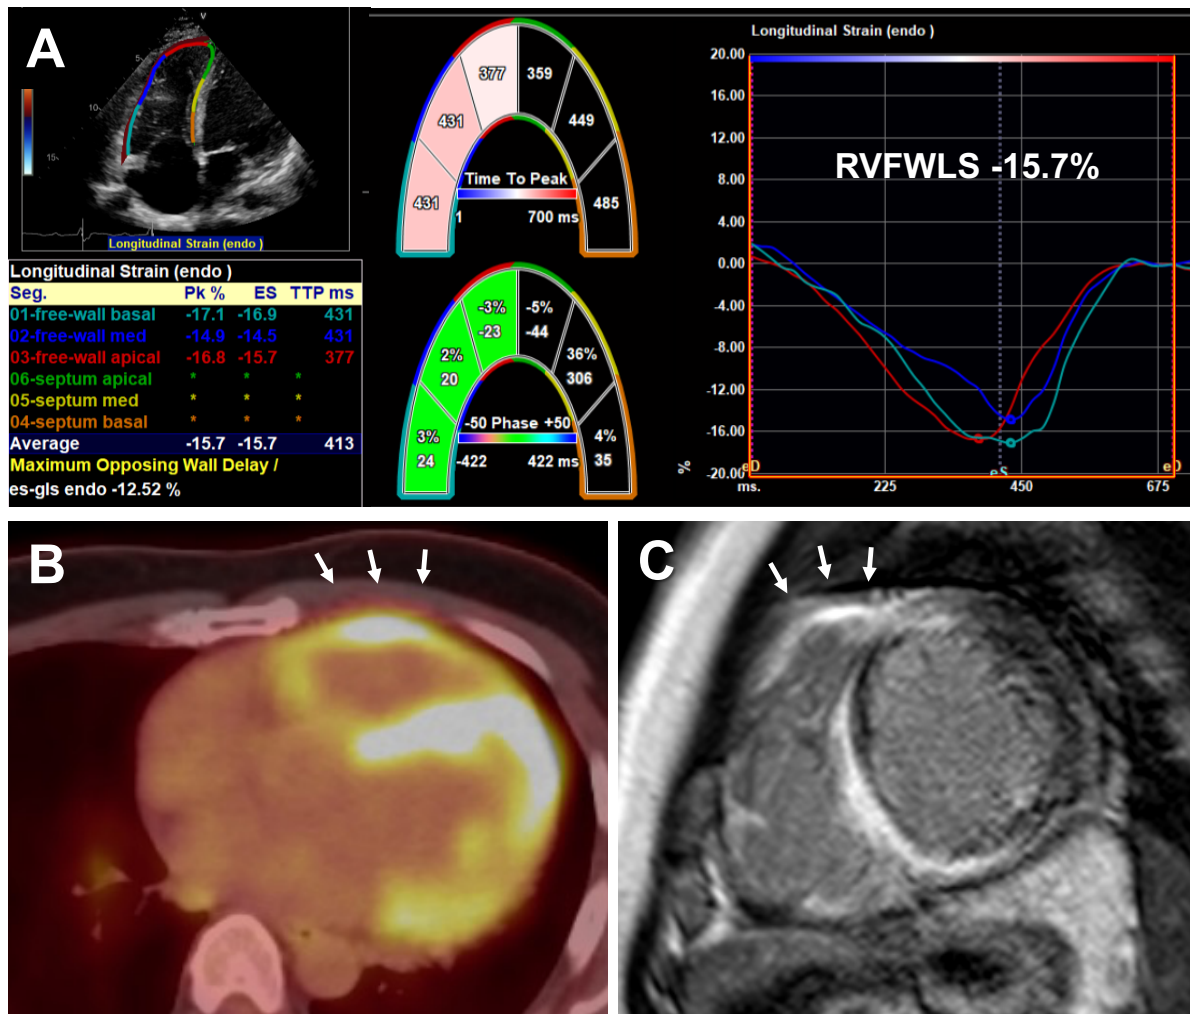 A
V
5
10
15
Longitudinal Strain (endo )
Longitudinal Strain (endo )
Seg. Pk % ES TTP ms
01-free-wall basal -17.1 -16.9 431
02-free-wall med -14.9 -14.5 431
03-free-wall apical -16.8 -15.7 377
06-septum apical * * *
05-septum med * * *
04-septum basal * * *
Average -15.7 -15.7 413
Maximum Opposing Wall Delay /
es-gls endo -12.52 %
377 359
431 449
431 485
Time To Peak
1 700 ms
-3% -5%
-23 -44
2% 36%
20 306
3% 4%
24 35
-50 Phase +50
-422 422 ms
Longitudinal Strain (endo )
20.00
16.00
12.00
8.00
4.00
0.00
-4.00
-8.00
-12.00
-16.00
-20.00
%
RVFWLS -15.7%
eD eS eD
ms. 225 450 675
B
C